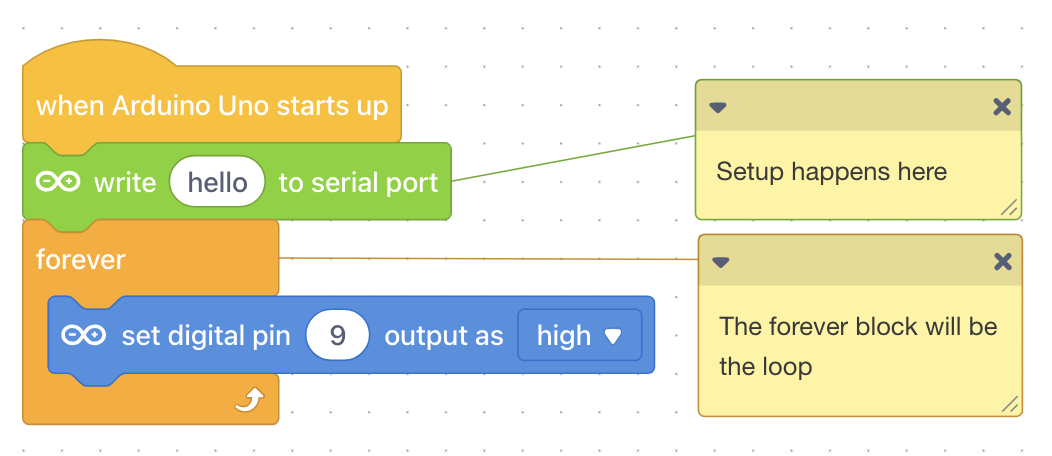 when Arduino Uno starts up
write hello to serial port
Setup happens here
forever
set digital pin 9 output as high
The forever block will be
the loop